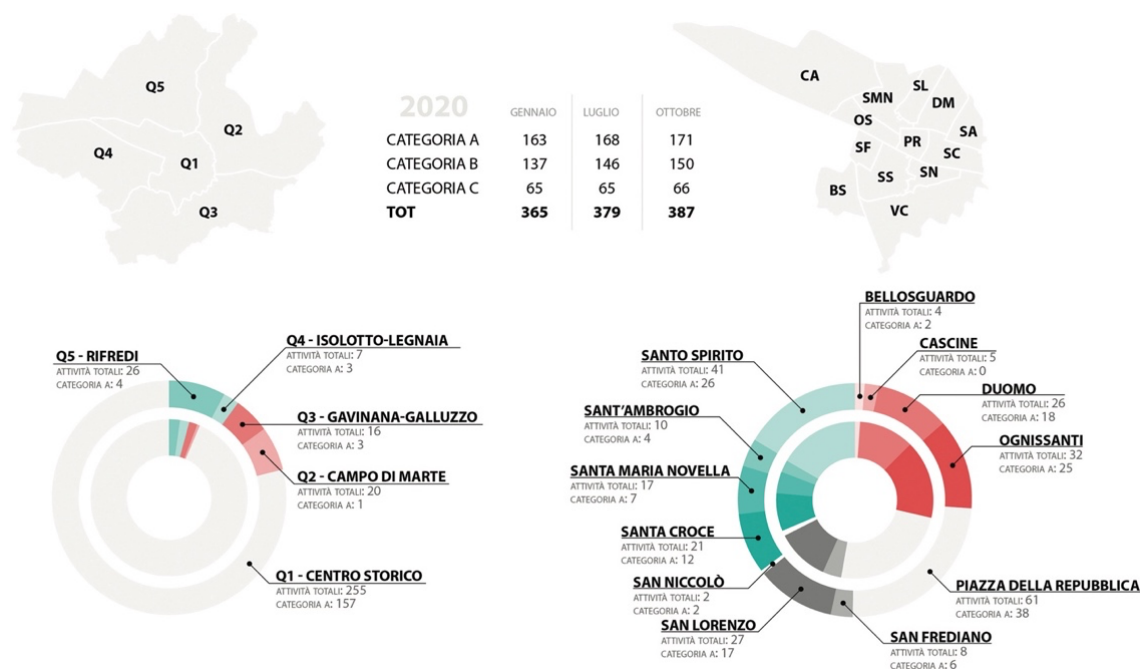 Q5
Q2
Q4
Q1
Q3
2020 GENNAIO LUGLIO OTTOBRE
CATEGORIA A 163 168 171
CATEGORIA B 137 146 150
CATEGORIA C 65 65 66
TOT 365 379 387
CA
SL
SMN
DM
OS
SA
PR
SF
SC
SN
SS
BS
VC
Q5 - RIFREDI
ATTIVITÀ TOTALI: 26
CATEGORIA A: 4
Q4 - ISOLOTTO-LEGNAIA
ATTIVITÀ TOTALI: 7
CATEGORIA A: 3
Q3 - GAVINANA-GALLUZZO
ATTIVITÀ TOTALI: 16
CATEGORIA A: 3
Q2 - CAMPO DI MARTE
ATTIVITÀ TOTALI: 20
CATEGORIA A: 1
Q1 - CENTRO STORICO
ATTIVITÀ TOTALI: 255
CATEGORIA A: 157
BELLOSGUARDO
ATTIVITÀ TOTALI: 4
CATEGORIA A: 2
CASCINE
ATTIVITÀ TOTALI: 5
CATEGORIA A: 0
DUOMO
ATTIVITÀ TOTALI: 26
CATEGORIA A: 18
OGNISSANTI
ATTIVITÀ TOTALI: 32
CATEGORIA A: 25
PIAZZA DELLA REPUBBLICA
ATTIVITÀ TOTALI: 61
CATEGORIA A: 38
SAN FREDIANO
ATTIVITÀ TOTALI: 8
CATEGORIA A: 6
SAN LORENZO
ATTIVITÀ TOTALI: 27
CATEGORIA A: 17
SAN NICCOLÒ
ATTIVITÀ TOTALI: 2
CATEGORIA A: 2
SANTA CROCE
ATTIVITÀ TOTALI: 21
CATEGORIA A: 12
SANTA MARIA NOVELLA
ATTIVITÀ TOTALI: 17
CATEGORIA A: 7
SANT'AMBROGIO
ATTIVITÀ TOTALI: 10
CATEGORIA A: 4
SANTO SPIRITO
ATTIVITÀ TOTALI: 41
CATEGORIA A: 26